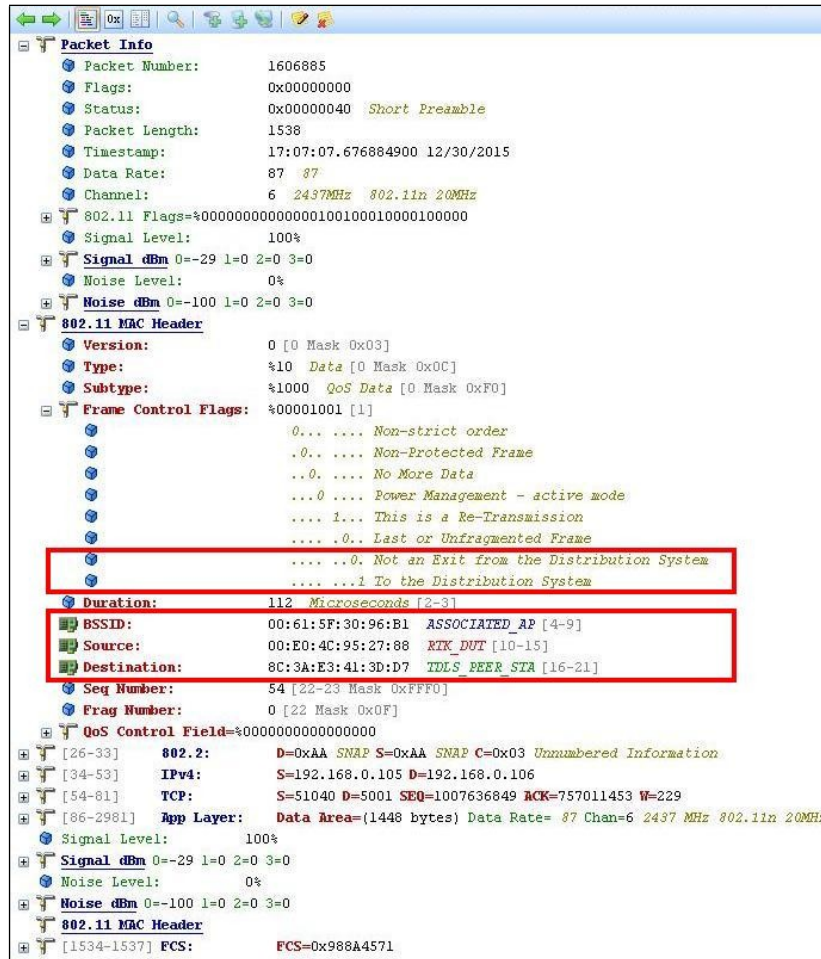 0x
Packet Info
Packet Number: 1606885
Flags: 0x00000000
Status: 0x00000040 Short Preamble
Packet Length: 1538
Timestamp: 17:07:07.676884900 12/30/2015
Data Rate: 87 87
Channel: 6 2437MHz 802.11n 20MHz
802.11 Flags=%00000000000000100100010000100000
Signal Level: 100%
Signal dBm 0=-29 1=0 2=0 3=0
Noise Level: 0%
Noise dBm 0=-100 1=0 2=0 3=0
802.11 MAC Header
Version: 0 [0 Mask 0x03]
Type: %10 Data [0 Mask 0x0C]
Subtype: %1000 QoS Data [0 Mask 0xF0]
Frame Control Flags: %00001001 [1]
0... .... Non-strict order
.0.. .... Non-Protected Frame
..0. .... No More Data
...0 .... Power Management - active mode
.... 1... This is a Re-Transmission
.... .0.. Last or Unfragmented Frame
.... ..0. Not an Exit from the Distribution System
.... ...1 To the Distribution System
Duration: 112 Microseconds [2-3]
BSSID: 00:61:5F:30:96:B1 ASSOCIATED_AP [4-9]
Source: 00:E0:4C:95:27:88 RTK_DUT [10-15]
Destination: 8C:3A:E3:41:3D:D7 TDLS_PEER_STA [16-21]
Seq Number: 54 [22-23 Mask 0xFFF0]
Frag Number: 0 [22 Mask 0x0F]
QoS Control Field=%0000000000000000
[26-33] 802.2: D=0xAA SNAP S=0xAA SNAP C=0x03 Unnumbered Information
[34-53] IPv4: S=192.168.0.105 D=192.168.0.106
[54-81] TCP: S=51040 D=5001 SEQ=1007636849 ACK=757011453 W=229
[86-2981] App Layer: Data Area=(1448 bytes) Data Rate= 87 Chan=6 2437 MHz 802.11n 20MHz
Signal Level: 100%
Signal dBm 0=-29 1=0 2=0 3=0
Noise Level: 0%
Noise dBm 0=-100 1=0 2=0 3=0
802.11 MAC Header
[1534-1537] FCS: FCS=0x988A4571